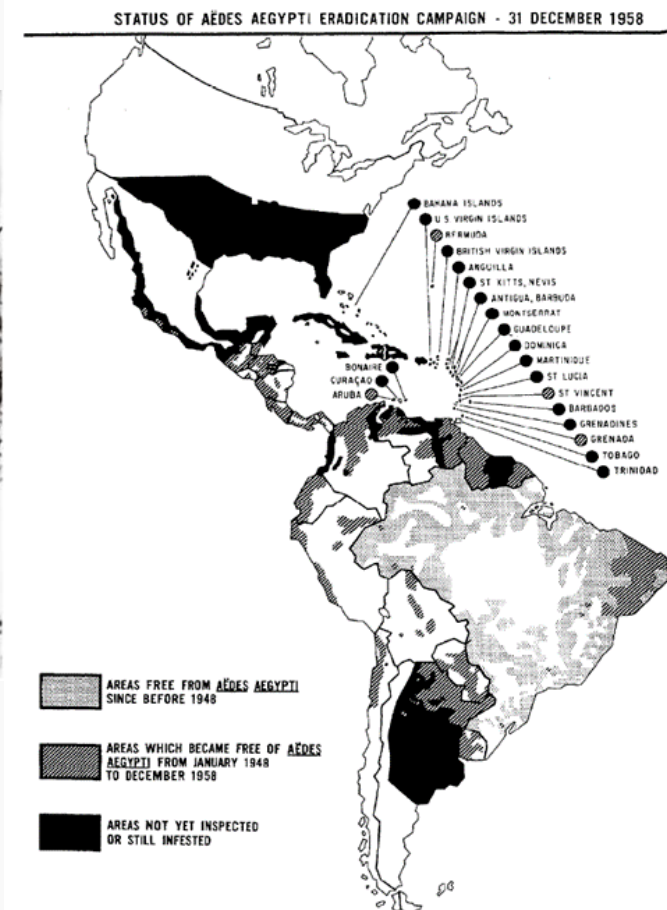 STATUS OF AËDES AEGYPTI ERADICATION CAMPAIGN - 31 DECEMBER 1958
BAHANA ISLANDS
U.S. VIRGIN ISLANDS
BERMUDA
BRITISH VIRGIN ISLANDS
ANGUILLA
ST. KITTS, NEVIS
ANTIGUA, BARBUDA
MONTSERRAT
GUADELOUPE
DOMINICA
MARTINIQUE
ST LUCIA
ST VINCENT
BARBADOS
GRENADINES
GRENADA
TOBAGO
TRINIDAD
BONAIRE
CURAÇAO
ARUBA
AREAS FREE FROM AËDES AEGYPTI
SINCE BEFORE 1948
AREAS WHICH BECAME FREE OF AËDES
AEGYPTI FROM JANUARY 1948
TO DECEMBER 1958
AREAS NOT YET INSPECTED
OR STILL INFESTED